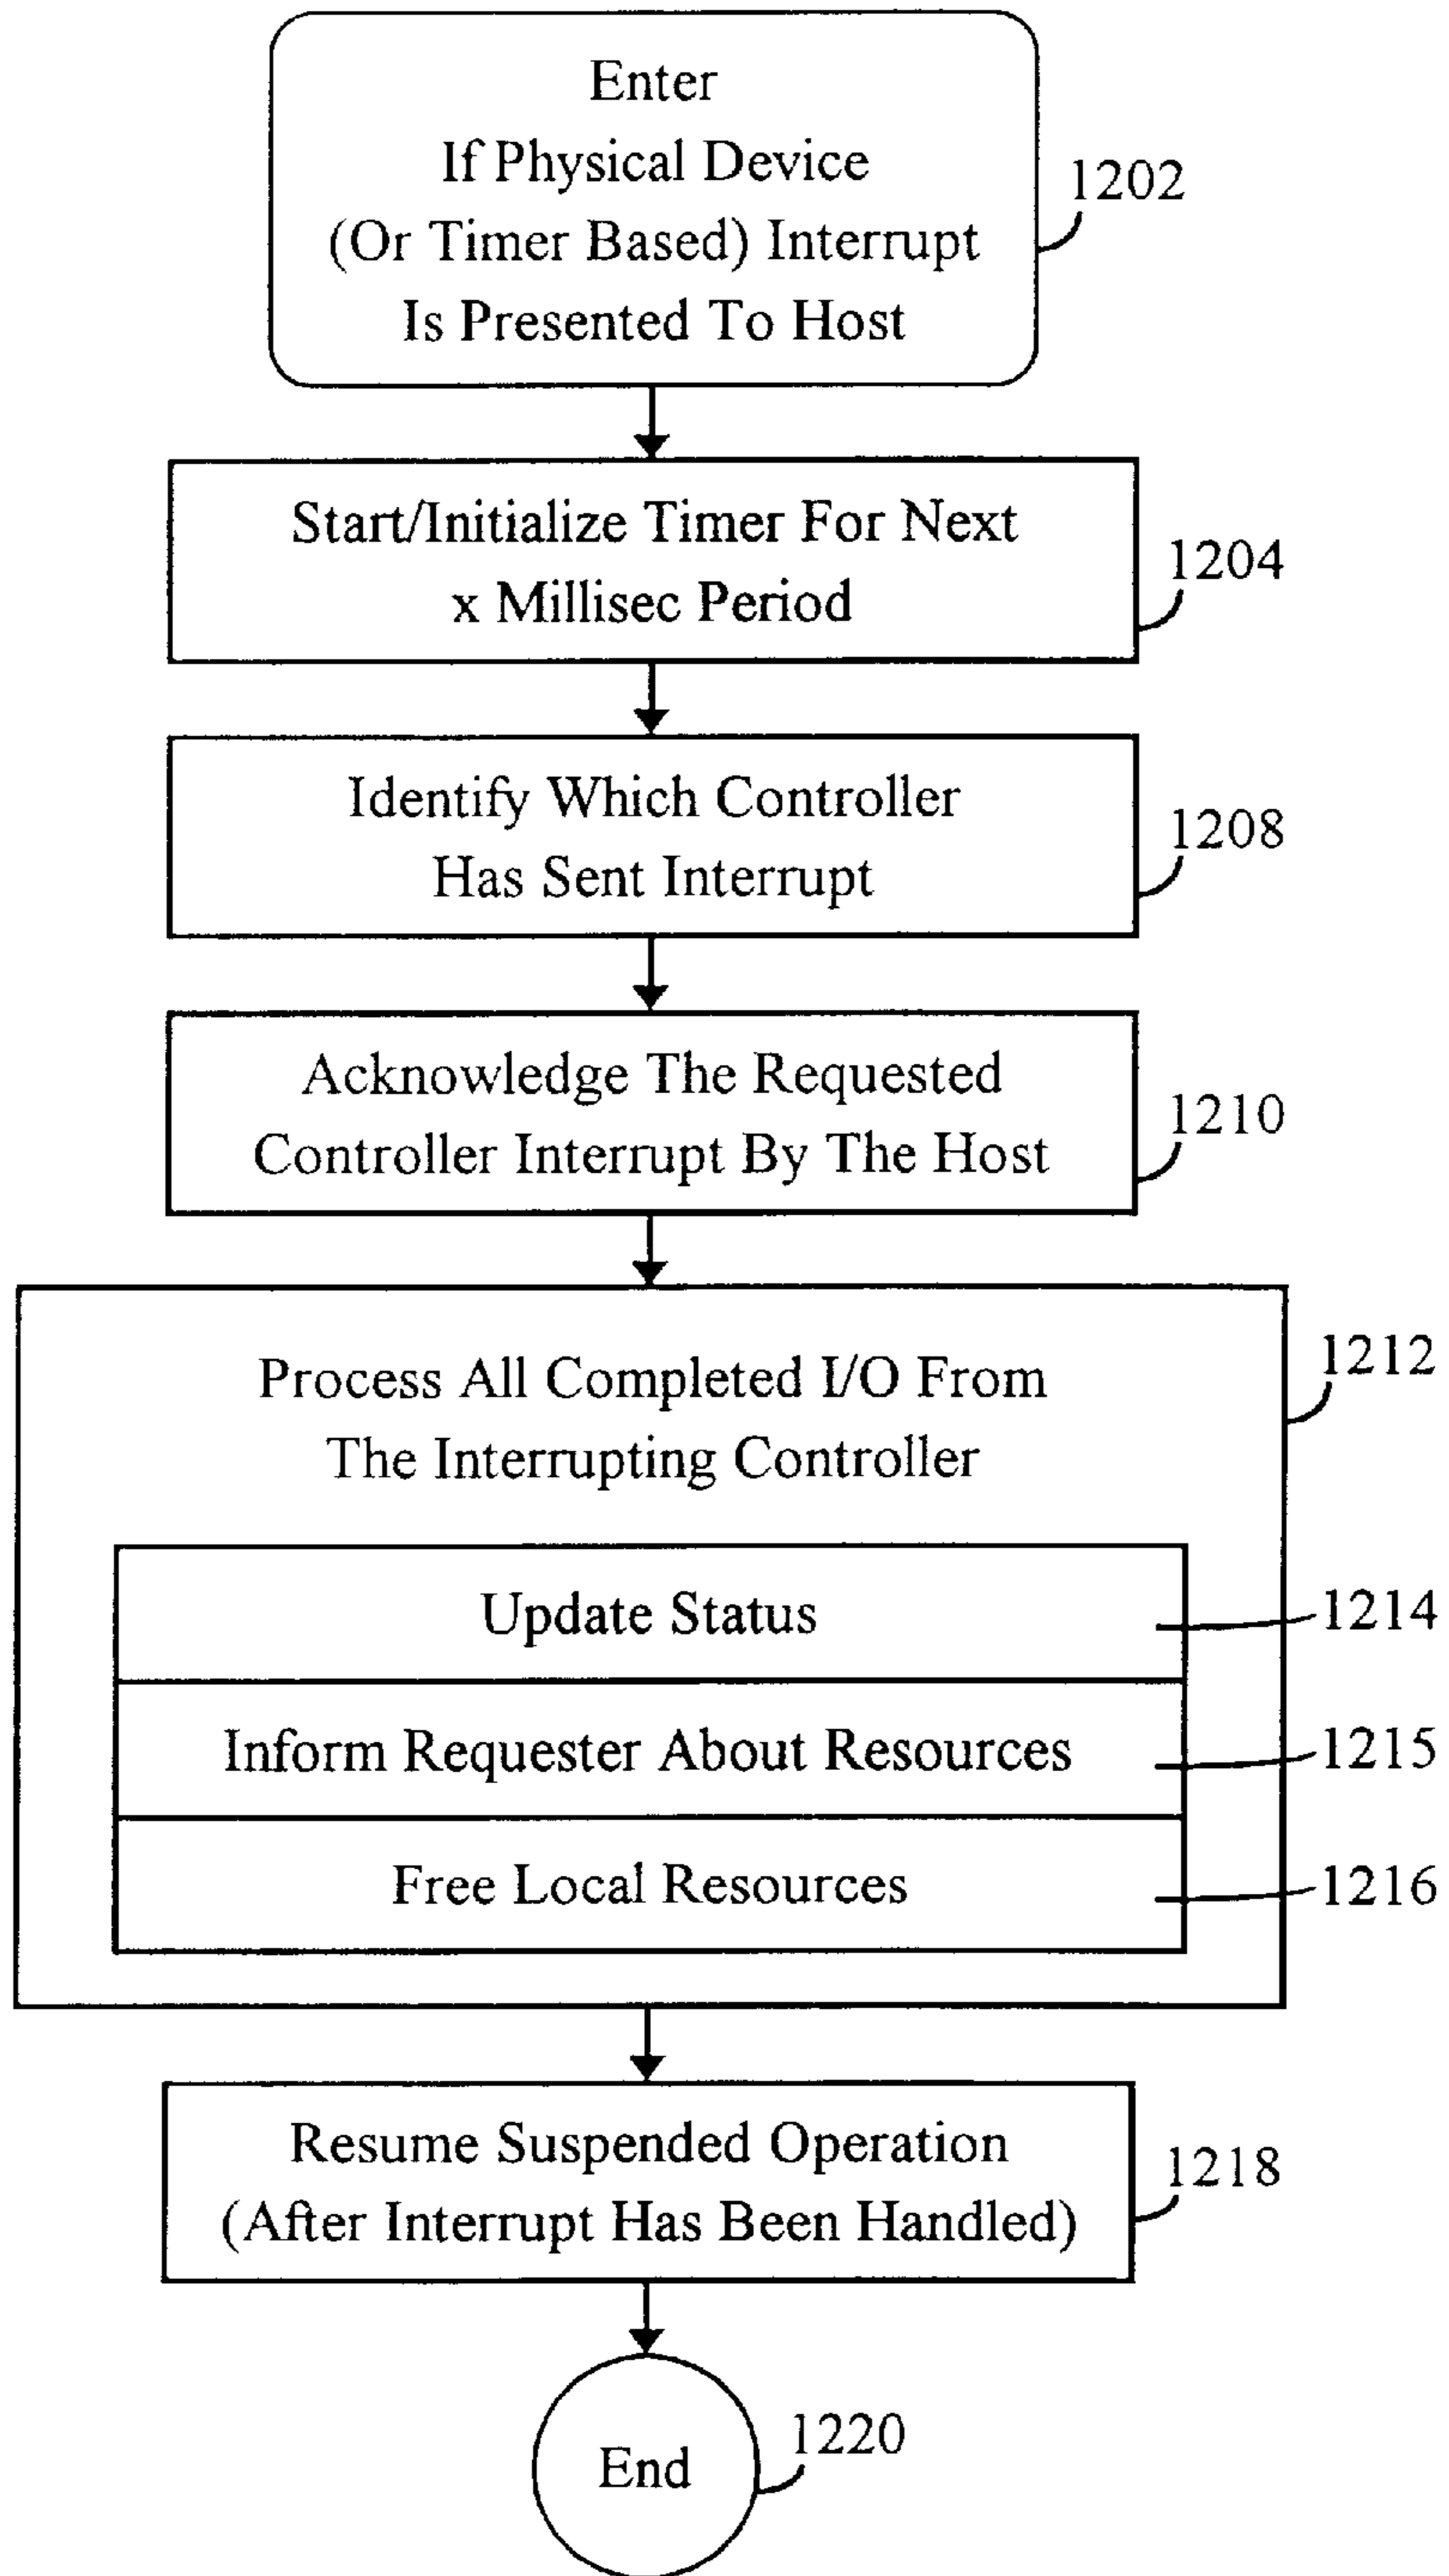 Enter
If Physical Device
(Or Timer Based) Interrupt
Is Presented To Host
1202
Start/Initialize Timer For Next
x Millisec Period
1204
Identify Which Controller
Has Sent Interrupt
1208
Acknowledge The Requested
Controller Interrupt By The Host
1210
Process All Completed I/O From
The Interrupting Controller
1212
Update Status
1214
Inform Requester About Resources
1215
Free Local Resources
1216
Resume Suspended Operation
(After Interrupt Has Been Handled)
1218
End
1220